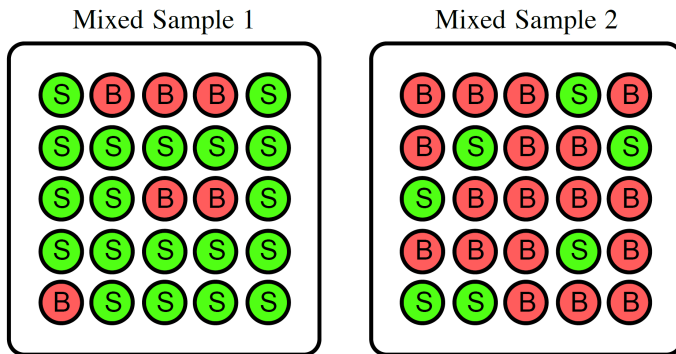 Mixed Sample 1
S B B B S
S S S S S
S S B B S
S S S S S
B S S S S
Mixed Sample 2
B B B S B
B S B B S
S B B B B
B B B S B
S S B B B